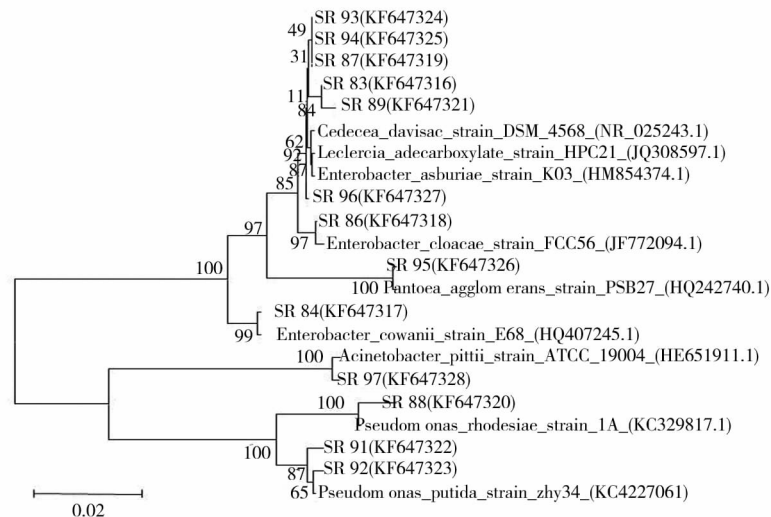 SR 93(KF647324)
49
SR 94(KF647325)
31
SR 87(KF647319)
SR 83(KF647316)
11
SR 89(KF647321)
84
Cedecea_davisac_strain_DSM_4568_(NR_025243.1)
62
Leclercia_adecarboxylate_strain_HPC21_(JQ308597.1)
92
87
Enterobacter_asburiae_strain_K03_(HM854374.1)
85
SR 96(KF647327)
SR 86(KF647318)
97
97
Enterobacter_cloacae_strain_FCC56_(JF772094.1)
100
SR 95(KF647326)
100
Pantoea_agglom erans_strain_PSB27_(HQ242740.1)
SR 84(KF647317)
99
Enterobacter_cowanii_strain_E68_(HQ407245.1)
100
Acinetobacter_pittii_strain_ATCC_19004_(HE651911.1)
SR 97(KF647328)
100
SR 88(KF647320)
Pseudom onas_rhodesiae_strain_1A_(KC329817.1)
100
SR 91(KF647322)
87
SR 92(KF647323)
65
Pseudom onas_putida_strain_zhy34_(KC4227061)
0.02